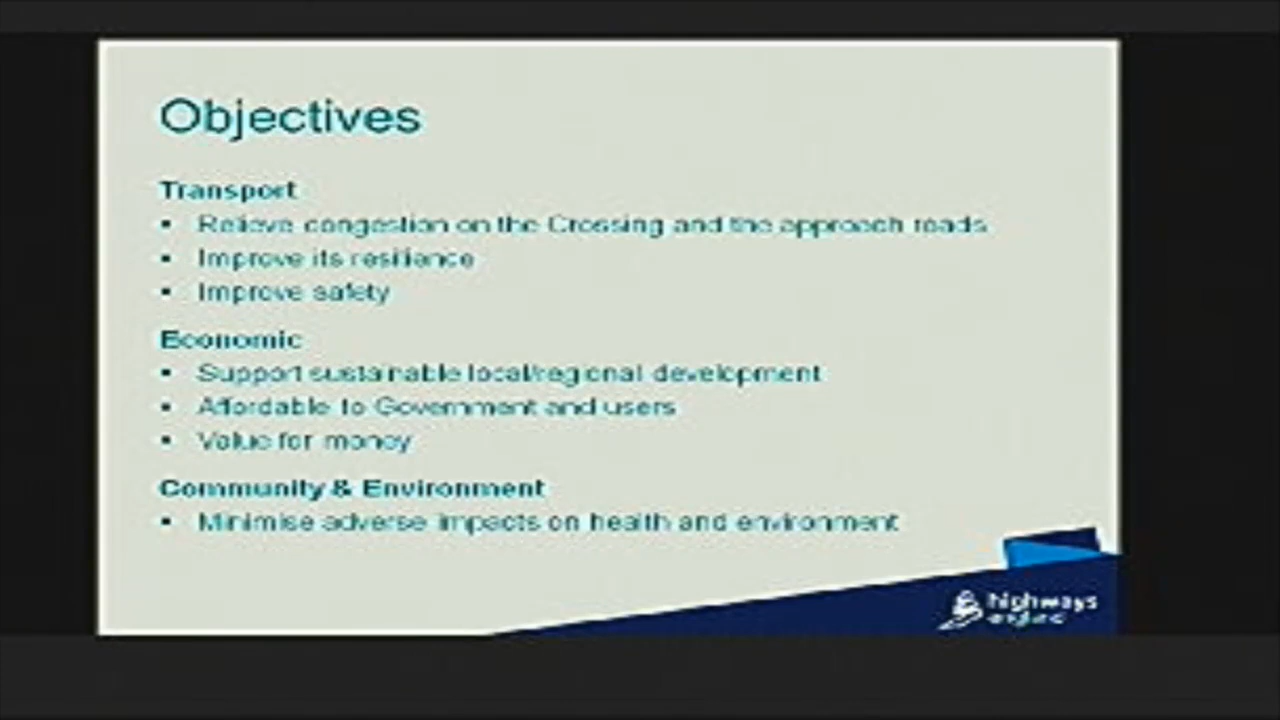 Objectives
Transport
• Relieve congestion on the Crossing and the approach roads
• Improve its resilience
• Improve safety
Economic
• Support sustainable local/regional development
• Affordable to Government and users
• Value for money
Community & Environment
• Minimise adverse impacts on health and environment
highways
england